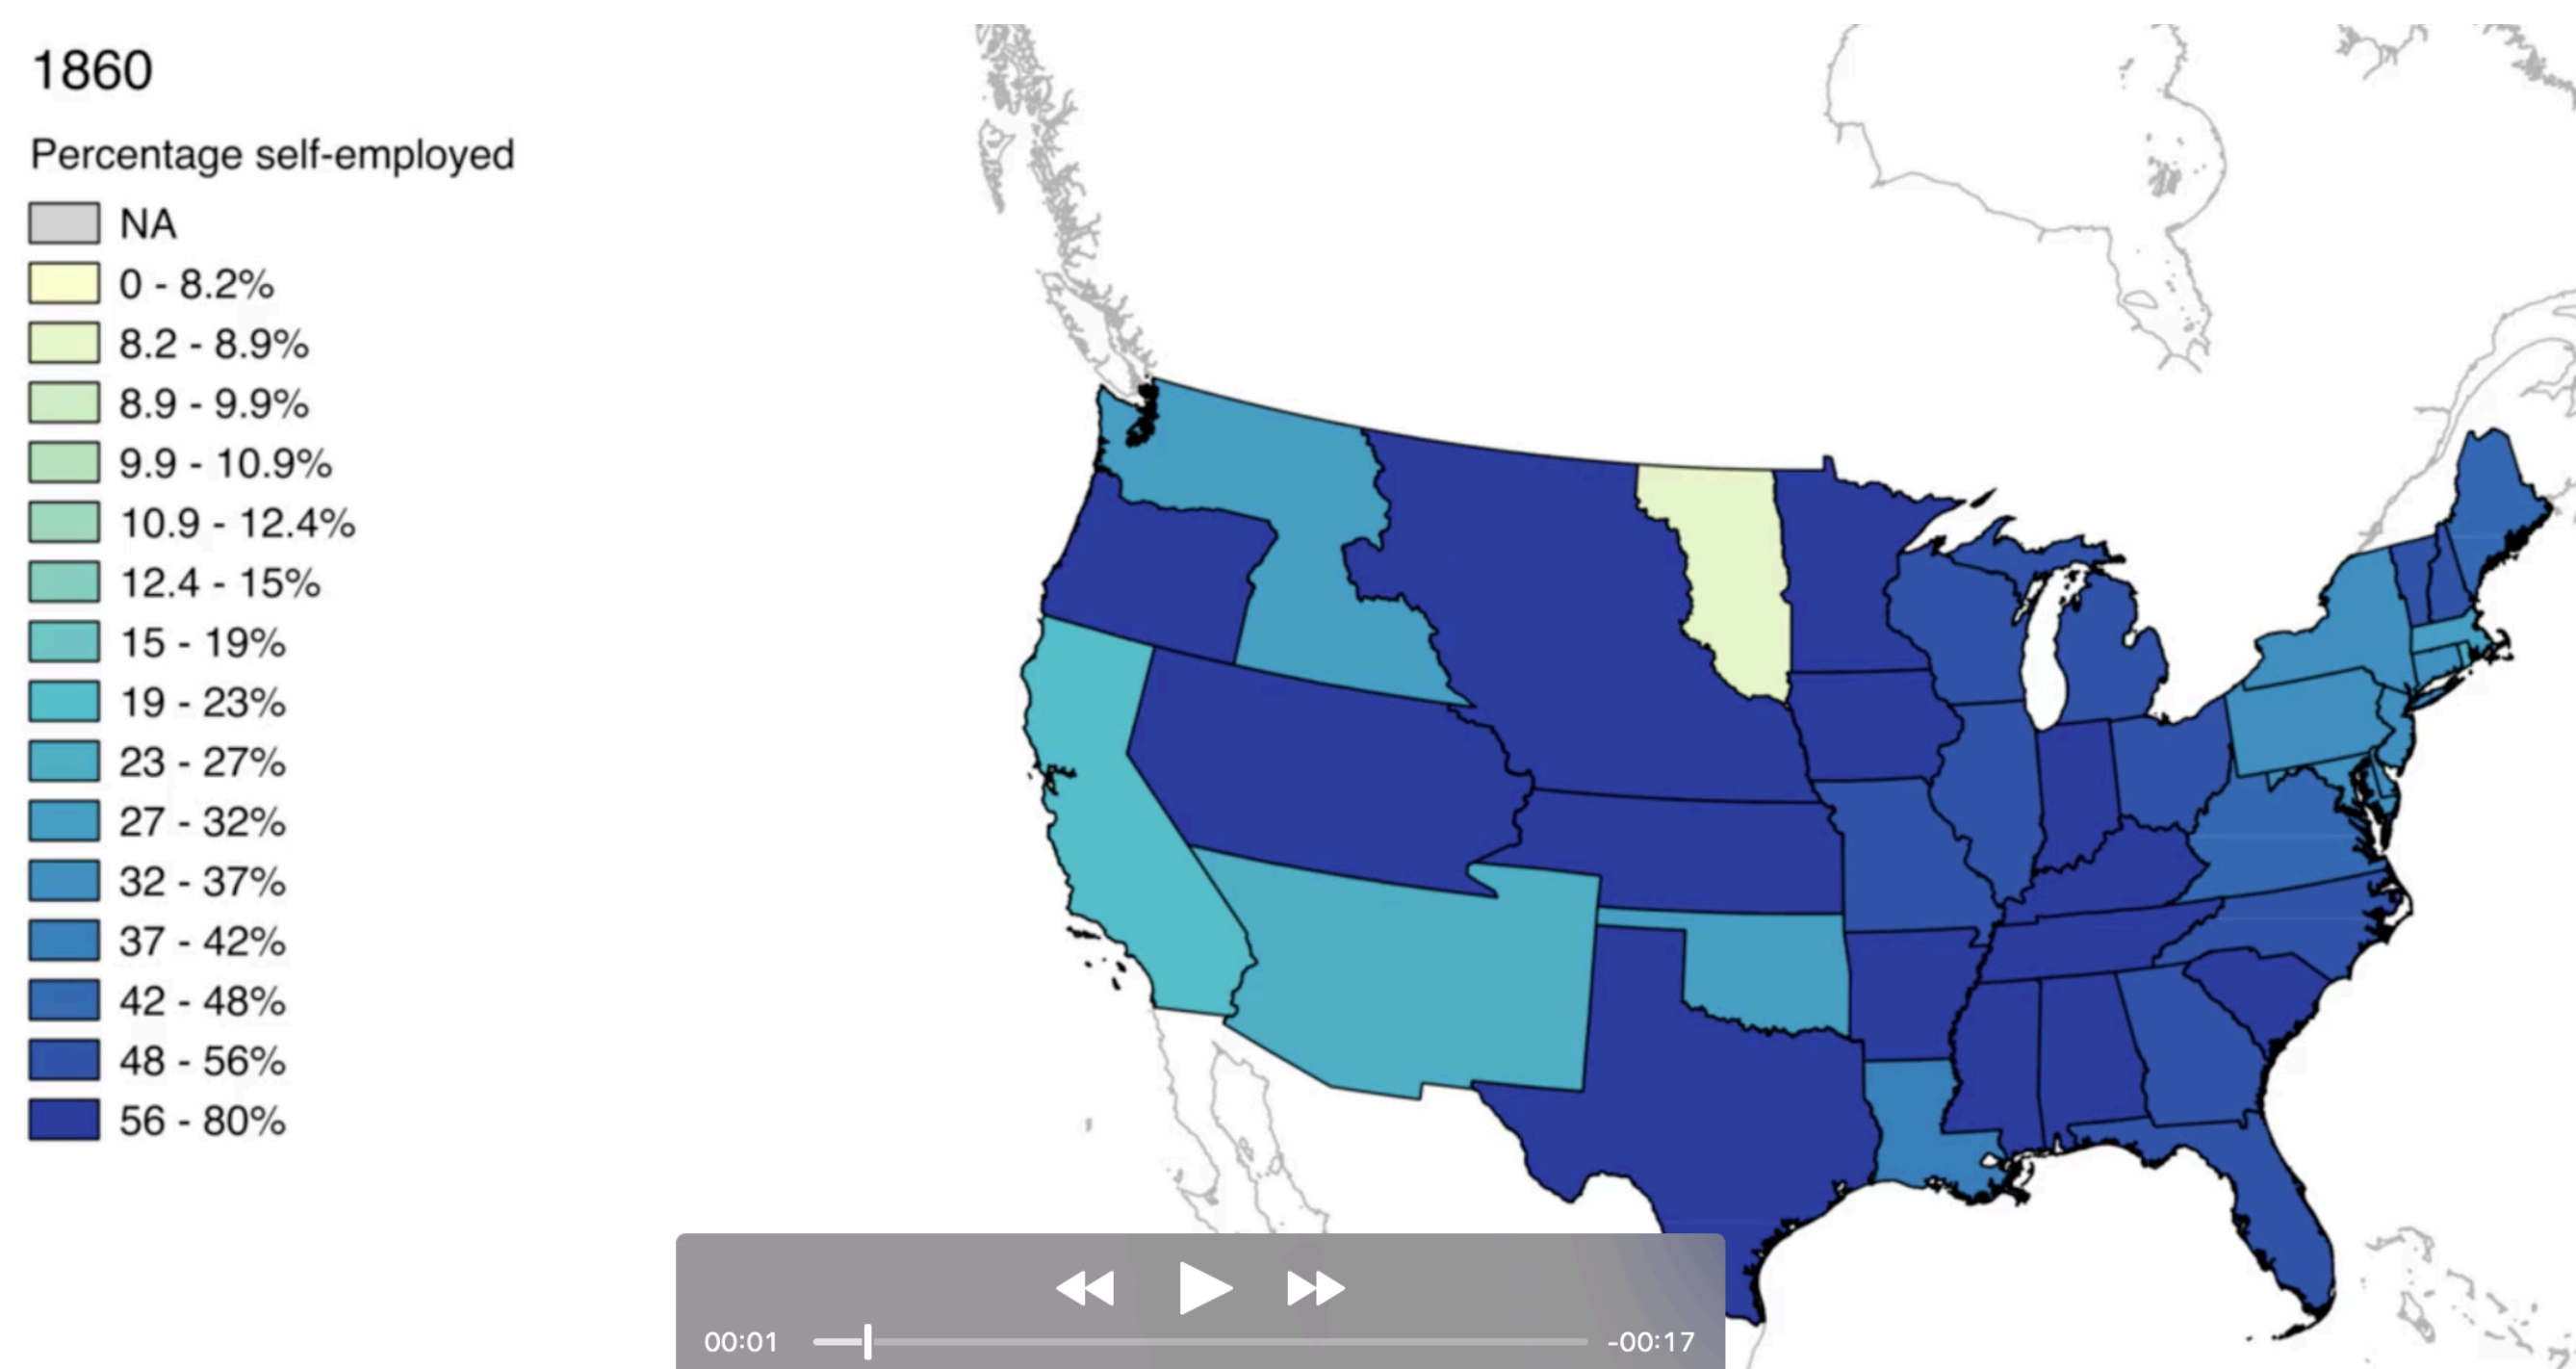 1860
Percentage self-employed
NA
0 - 8.2%
8.2 - 8.9%
8.9 - 9.9%
9.9 - 10.9%
10.9 - 12.4%
12.4 - 15%
15 - 19%
19 - 23%
23 - 27%
27 - 32%
32 - 37%
37 - 42%
42 - 48%
48 - 56%
56 - 80%
00:01
-00:17